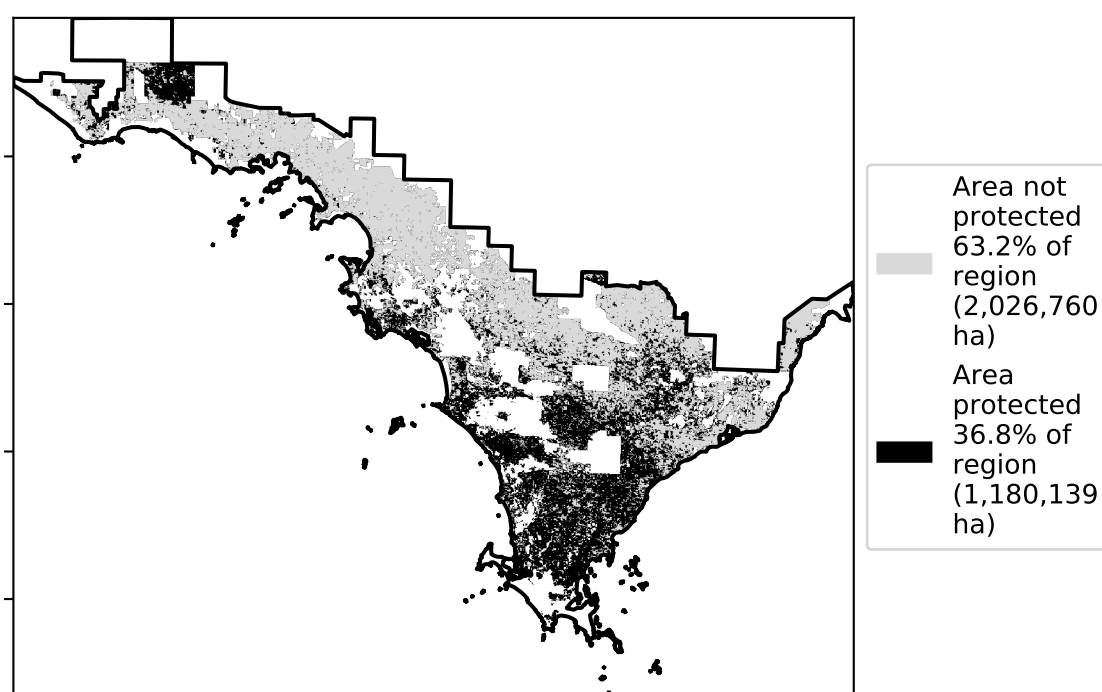 Area not
protected
63.2% of
region
(2,026,760
ha)
Area
protected
36.8% of
region
(1,180,139
ha)